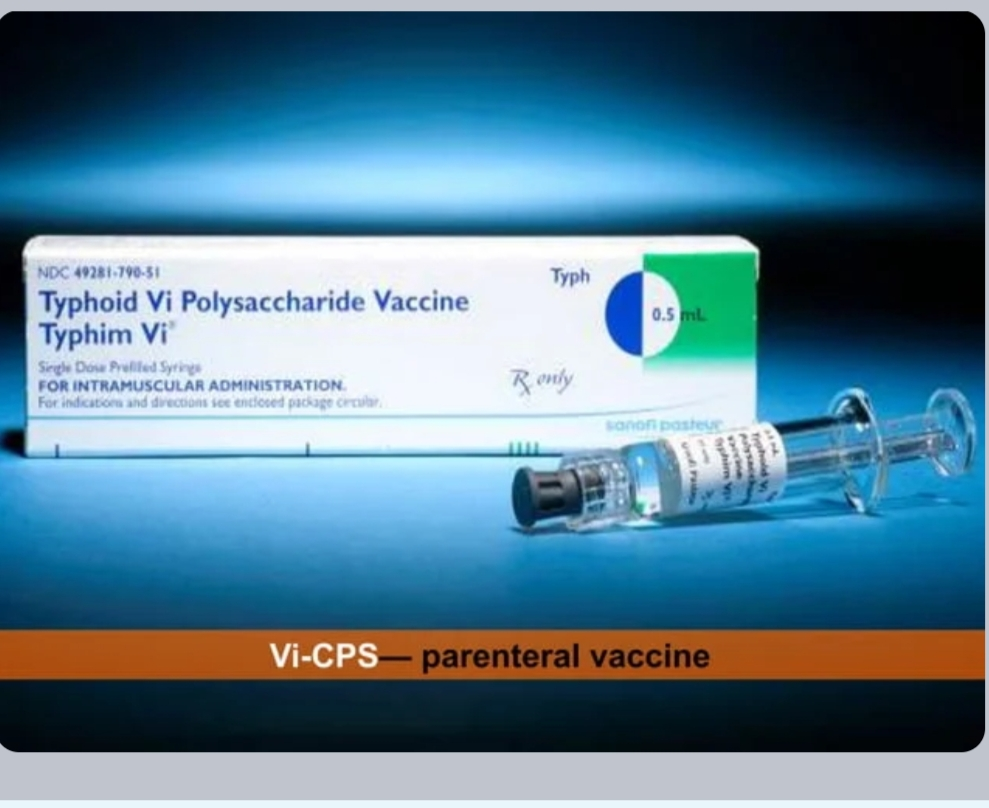 NDC 49281-790-51
Typhoid Vi Polysaccharide Vaccine
Typhim Vi®
Single Dose Prefilled Syringe
FOR INTRAMUSCULAR ADMINISTRATION.
For indications and directions see enclosed package circular.
Typh
0.5 mL
Rx only
sanofi pasteur
Typhoid Vi
Polysaccharide
Vaccine
Typhim Vi®
Vi-CPS— parenteral vaccine